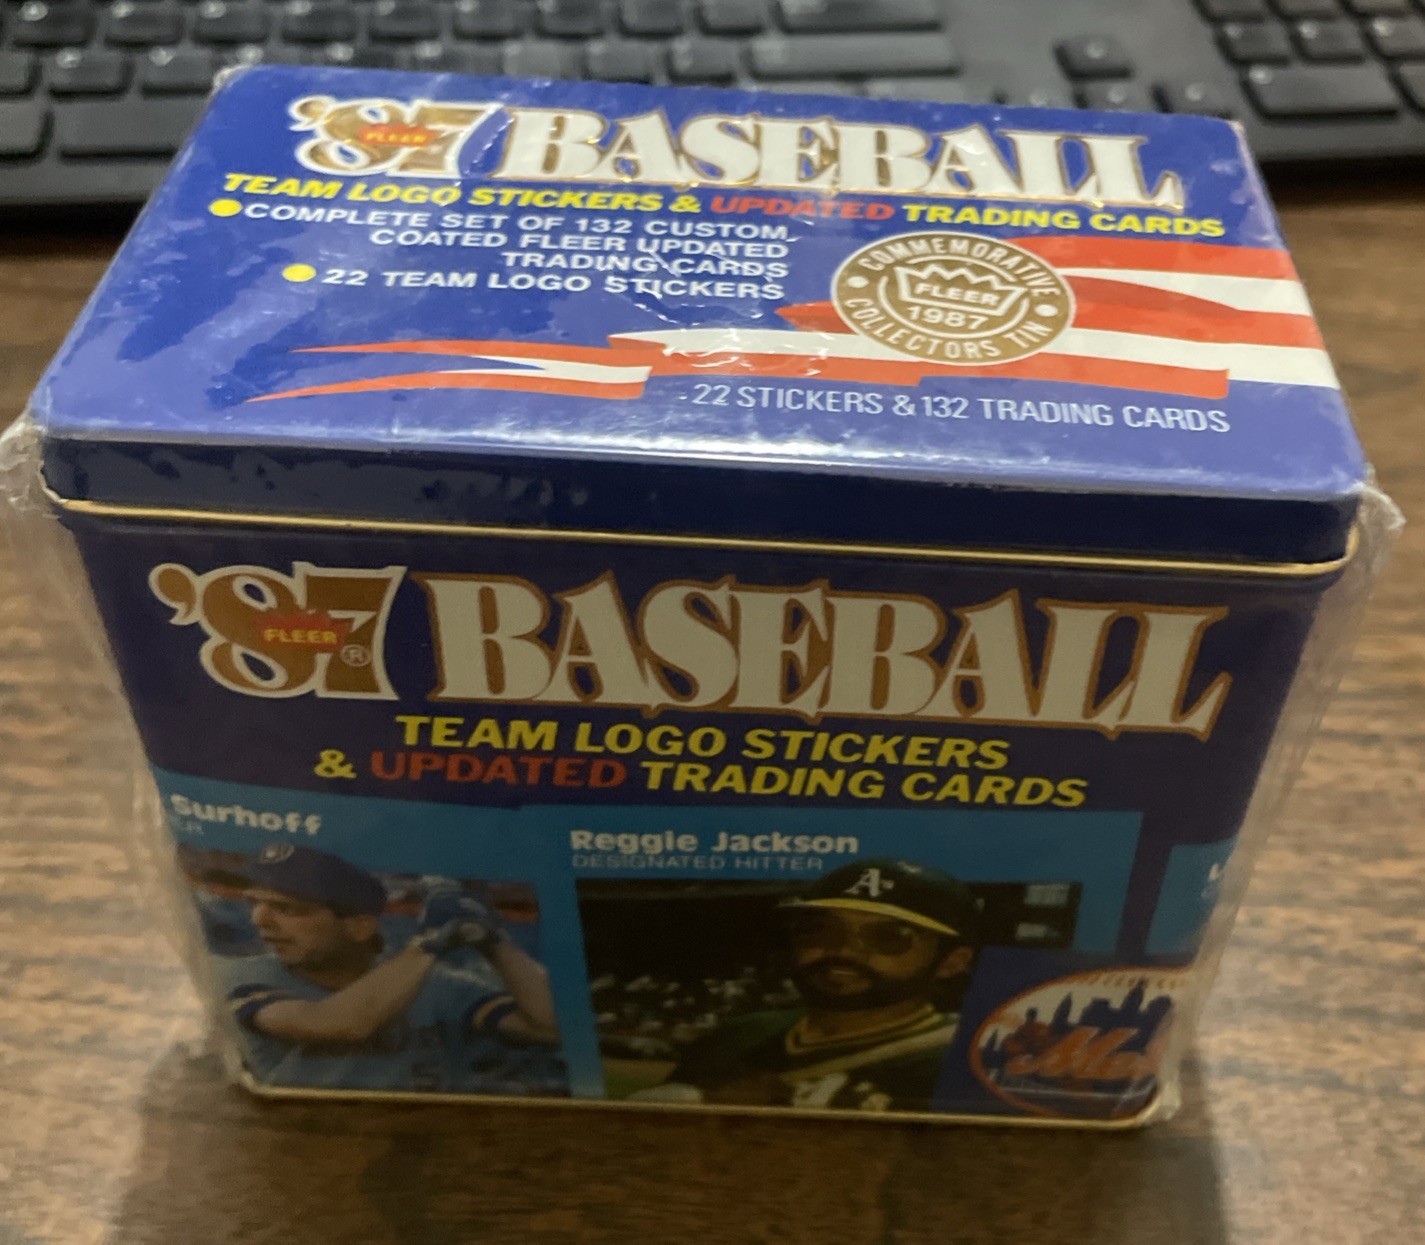 '87 BASEBALL
FLEER
TEAM LOGO STICKERS & UPDATED TRADING CARDS
COMPLETE SET OF 132 CUSTOM
COATED FLEER UPDATED
TRADING CARDS
22 TEAM LOGO STICKERS
COMMEMORATIVE
FLEER
1987
COLLECTORS TIN
22 STICKERS & 132 TRADING CARDS
'87 BASEBALL
FLEER ®
TEAM LOGO STICKERS
& UPDATED TRADING CARDS
Surhoff
Reggie Jackson
DESIGNATED HITTER
A's
Mets